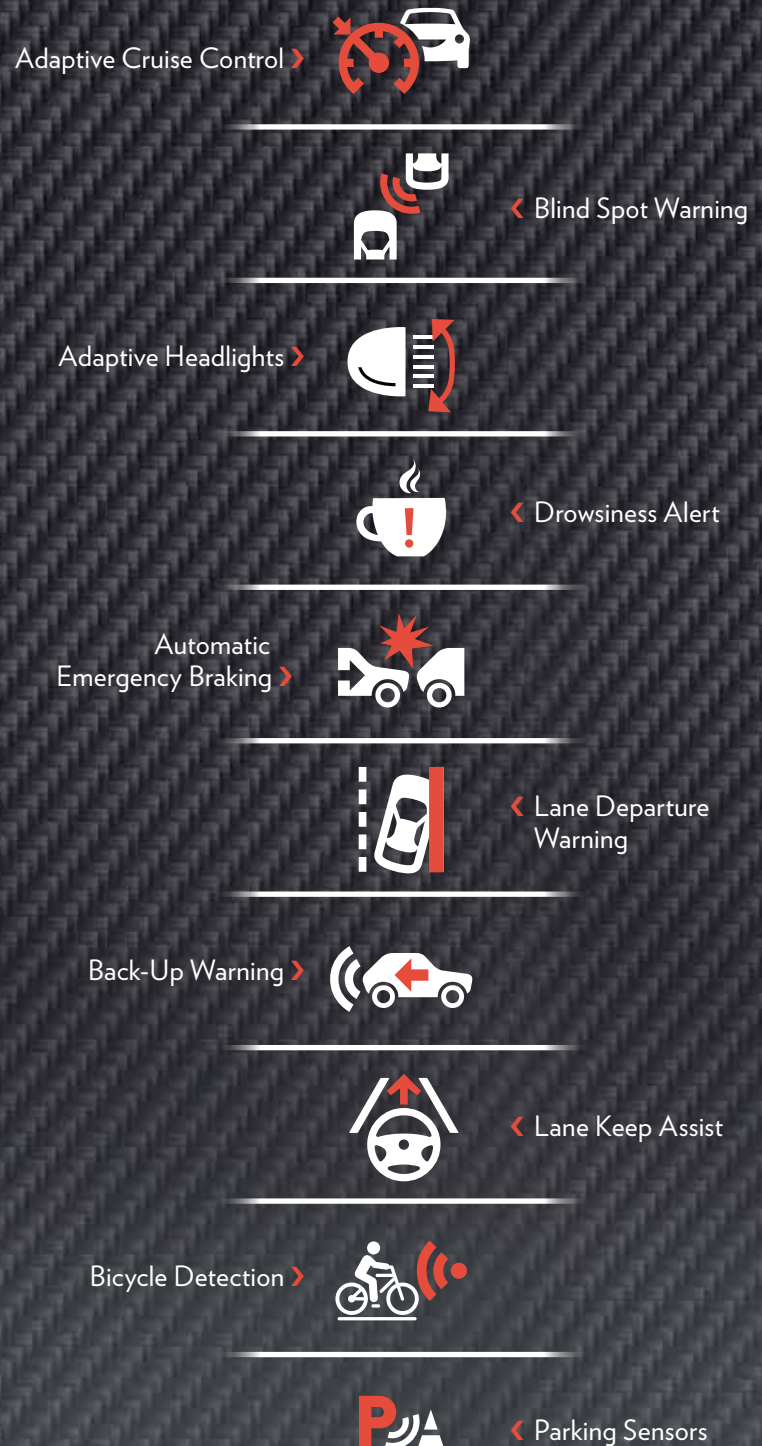 Adaptive Cruise Control ›
‹ Blind Spot Warning
Adaptive Headlights ›
!
‹ Drowsiness Alert
Automatic
Emergency Braking ›
‹ Lane Departure
Warning
Back-Up Warning ›
‹ Lane Keep Assist
Bicycle Detection ›
P
‹ Parking Sensors